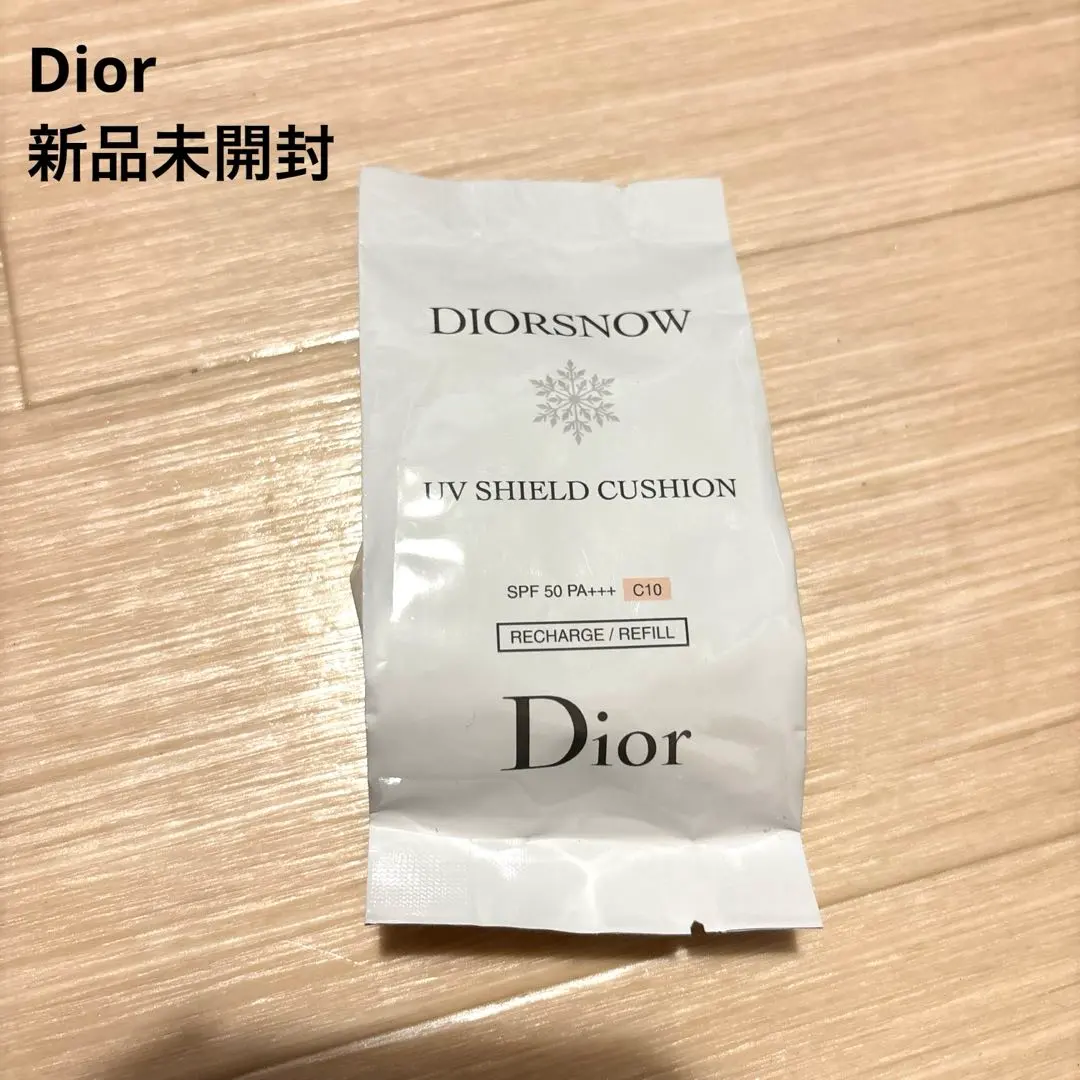 Dior
新品未開封
DIORSNOW
UV SHIELD CUSHION
SPF 50 PA+++ C10
RECHARGE / REFILL
Dior